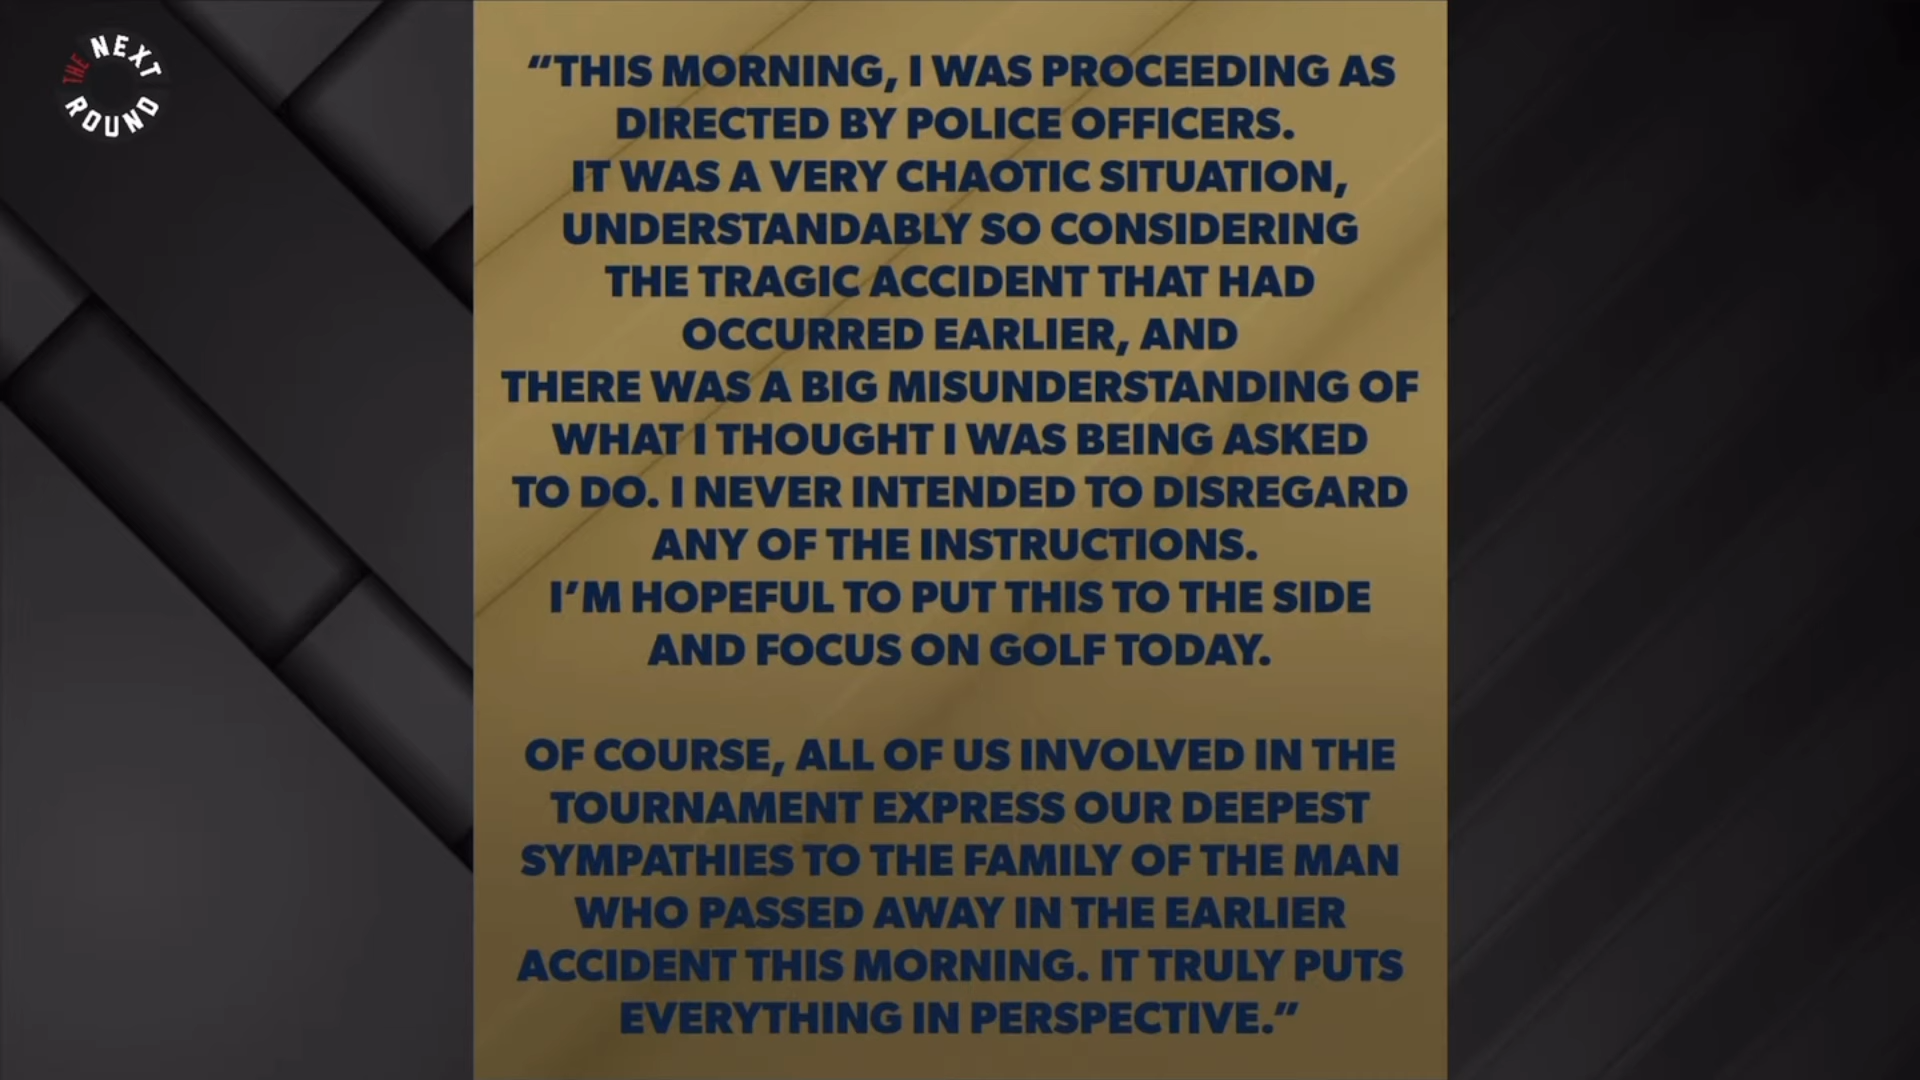 THE NEXT
ROUND
“THIS MORNING, I WAS PROCEEDING AS
DIRECTED BY POLICE OFFICERS.
IT WAS A VERY CHAOTIC SITUATION,
UNDERSTANDABLY SO CONSIDERING
THE TRAGIC ACCIDENT THAT HAD
OCCURRED EARLIER, AND
THERE WAS A BIG MISUNDERSTANDING OF
WHAT I THOUGHT I WAS BEING ASKED
TO DO. I NEVER INTENDED TO DISREGARD
ANY OF THE INSTRUCTIONS.
I’M HOPEFUL TO PUT THIS TO THE SIDE
AND FOCUS ON GOLF TODAY.
OF COURSE, ALL OF US INVOLVED IN THE
TOURNAMENT EXPRESS OUR DEEPEST
SYMPATHIES TO THE FAMILY OF THE MAN
WHO PASSED AWAY IN THE EARLIER
ACCIDENT THIS MORNING. IT TRULY PUTS
EVERYTHING IN PERSPECTIVE.”